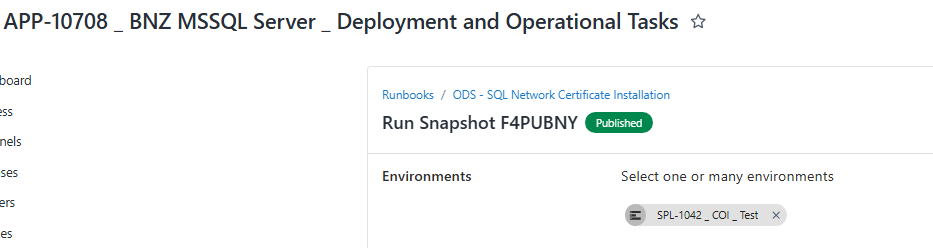 APP-10708 _ BNZ MSSQL Server _ Deployment and Operational Tasks
board
ess
nels
ses
ers
es
Runbooks / ODS - SQL Network Certificate Installation
Run Snapshot F4PUBNY Published
Environments
Select one or many environments
SPL-1042 _ COI _ Test